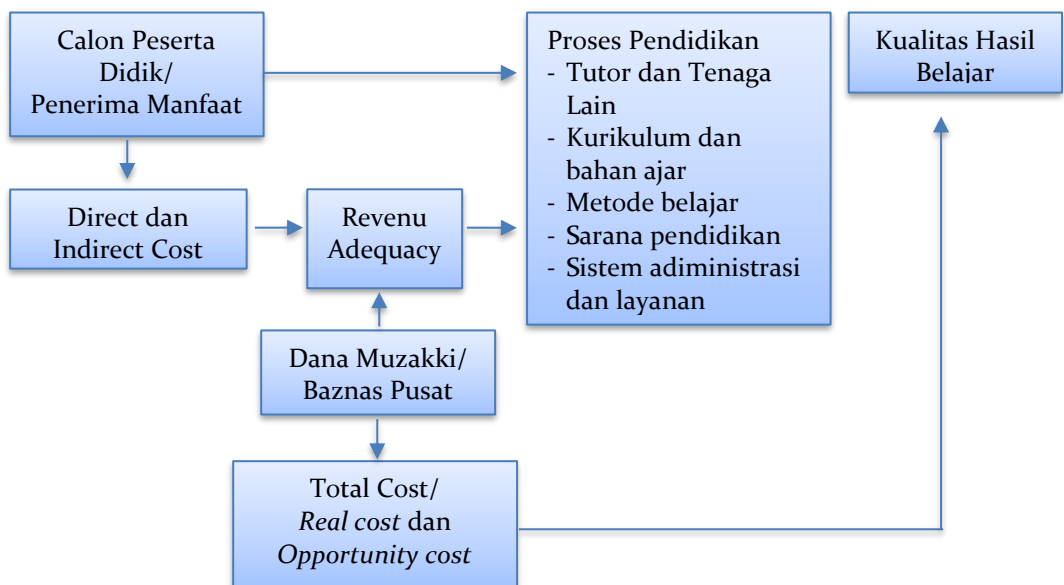 Calon Peserta
Didik/
Penerima Manfaat
Proses Pendidikan
- Tutor dan Tenaga
Lain
- Kurikulum dan
bahan ajar
- Metode belajar
- Sarana pendidikan
- Sistem adiministrasi
dan layanan
Kualitas Hasil
Belajar
Direct dan
Indirect Cost
Revenu
Adequacy
Dana Muzakki/
Baznas Pusat
Total Cost/
Real cost dan
Opportunity cost